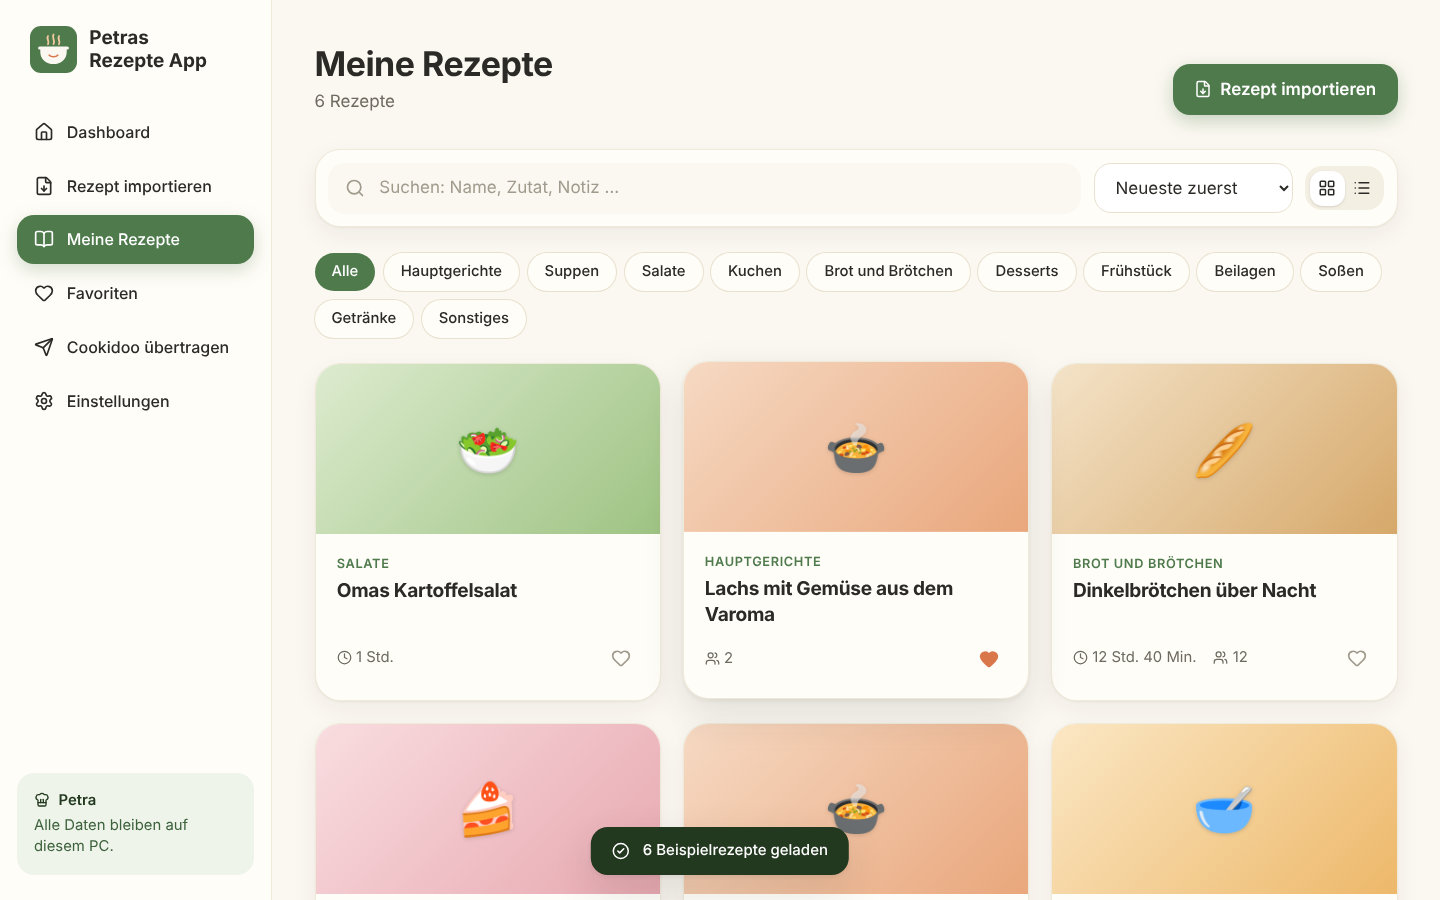 Petras
Rezepte App
Dashboard
Rezept importieren
Meine Rezepte
Favoriten
Cookidoo übertragen
Einstellungen
Petra
Alle Daten bleiben auf
diesem PC.
Meine Rezepte
6 Rezepte
Rezept importieren
Suchen: Name, Zutat, Notiz ...
Neueste zuerst
Alle
Hauptgerichte
Suppen
Salate
Kuchen
Brot und Brötchen
Desserts
Frühstück
Beilagen
Soßen
Getränke
Sonstiges
SALATE
Omas Kartoffelsalat
1 Std.
HAUPTGERICHTE
Lachs mit Gemüse aus dem
Varoma
2
BROT UND BRÖTCHEN
Dinkelbrötchen über Nacht
12 Std. 40 Min.
12
6 Beispielrezepte geladen